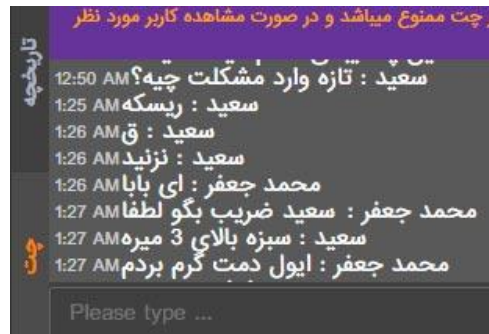 چت ممنوع میباشد و در صورت مشاهده کاربر مورد نظر
سعید : تازه وارد مشکلت چیه؟ 12:50 AM
سعید : ریسکه 1:25 AM
سعید : ق 1:26 AM
سعید : نزنید 1:26 AM
محمد جعفر : ای بابا 1:26 AM
محمد جعفر : سعید ضریب بگو لطفا 1:27 AM
سعید : سبزه بالاي 3 میره 1:27 AM
محمد جعفر : ایول دمت گرم بردم 1:27 AM
Please type ...
تاریخچه
چت